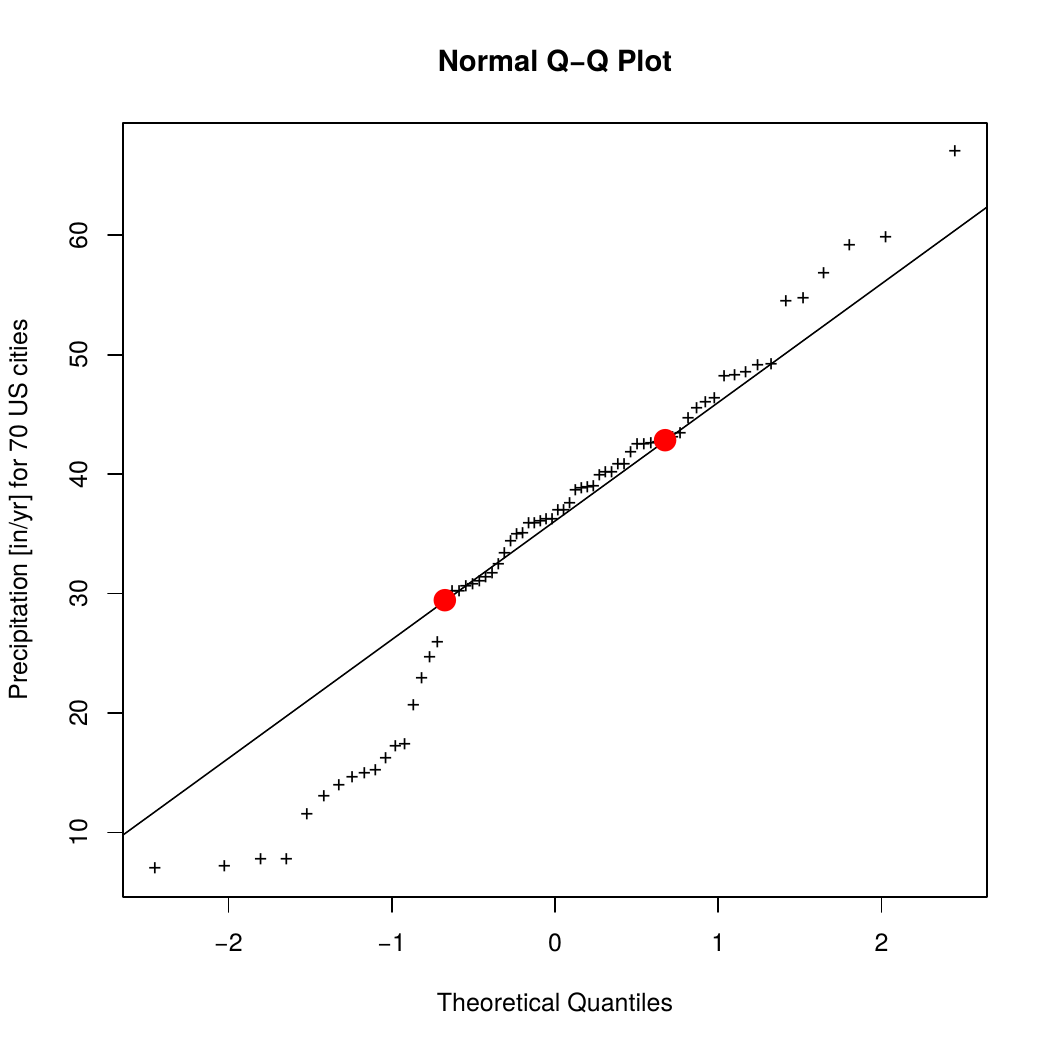 Normal Q−Q Plot
Precipitation [in/yr] for 70 US cities
60
50
40
30
20
10
−2 −1 0 1 2
Theoretical Quantiles